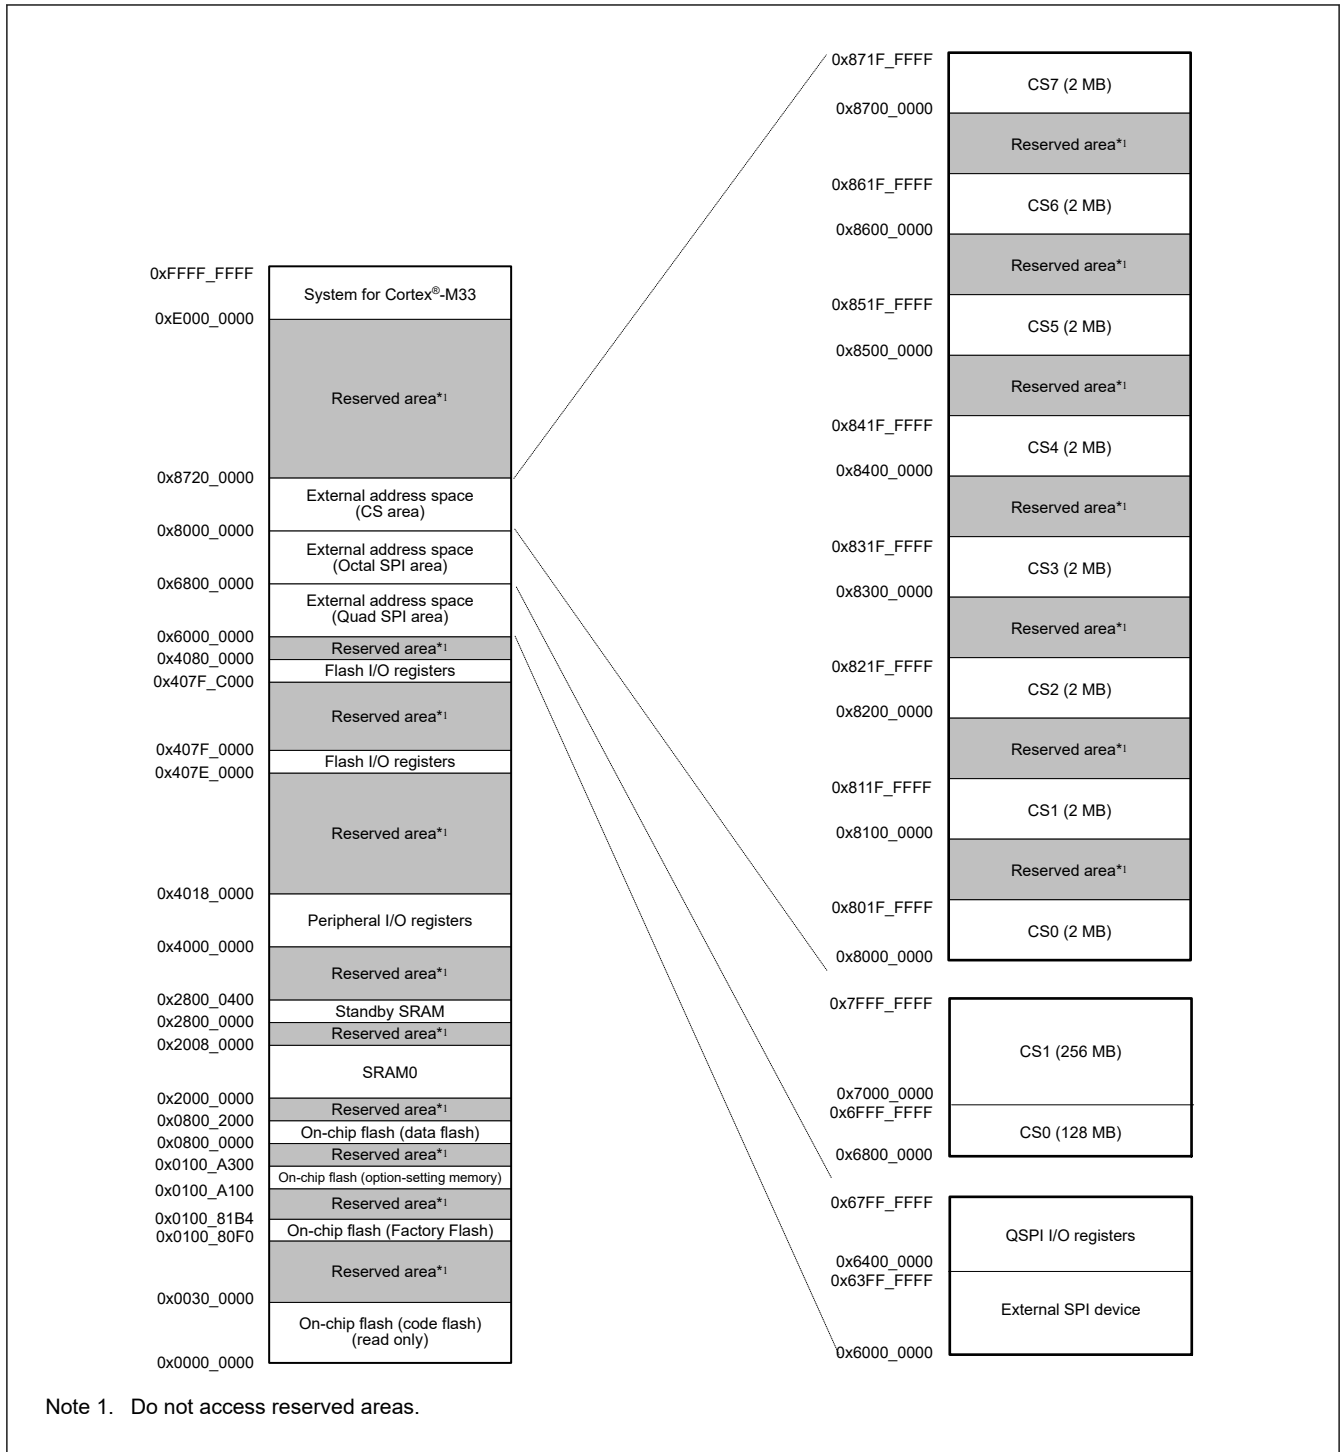 0xFFFF_FFFF
System for Cortex®-M33
0xE000_0000
Reserved area*1
0x8720_0000
External address space
(CS area)
0x8000_0000
External address space
(Octal SPI area)
0x6800_0000
External address space
(Quad SPI area)
0x6000_0000
Reserved area*1
0x4080_0000
Flash I/O registers
0x407F_C000
Reserved area*1
0x407F_0000
Flash I/O registers
0x407E_0000
Reserved area*1
0x4018_0000
Peripheral I/O registers
0x4000_0000
Reserved area*1
0x2800_0400
Standby SRAM
0x2800_0000
Reserved area*1
0x2008_0000
SRAM0
0x2000_0000
Reserved area*1
0x0800_2000
On-chip flash (data flash)
0x0800_0000
Reserved area*1
0x0100_A300
On-chip flash (option-setting memory)
0x0100_A100
Reserved area*1
0x0100_81B4
On-chip flash (Factory Flash)
0x0100_80F0
Reserved area*1
0x0030_0000
On-chip flash (code flash)
(read only)
0x0000_0000
0x871F_FFFF
CS7 (2 MB)
0x8700_0000
Reserved area*1
0x861F_FFFF
CS6 (2 MB)
0x8600_0000
Reserved area*1
0x851F_FFFF
CS5 (2 MB)
0x8500_0000
Reserved area*1
0x841F_FFFF
CS4 (2 MB)
0x8400_0000
Reserved area*1
0x831F_FFFF
CS3 (2 MB)
0x8300_0000
Reserved area*1
0x821F_FFFF
CS2 (2 MB)
0x8200_0000
Reserved area*1
0x811F_FFFF
CS1 (2 MB)
0x8100_0000
Reserved area*1
0x801F_FFFF
CS0 (2 MB)
0x8000_0000
0x7FFF_FFFF
CS1 (256 MB)
0x7000_0000
0x6FFF_FFFF
CS0 (128 MB)
0x6800_0000
0x67FF_FFFF
QSPI I/O registers
0x6400_0000
0x63FF_FFFF
External SPI device
0x6000_0000
Note 1. Do not access reserved areas.